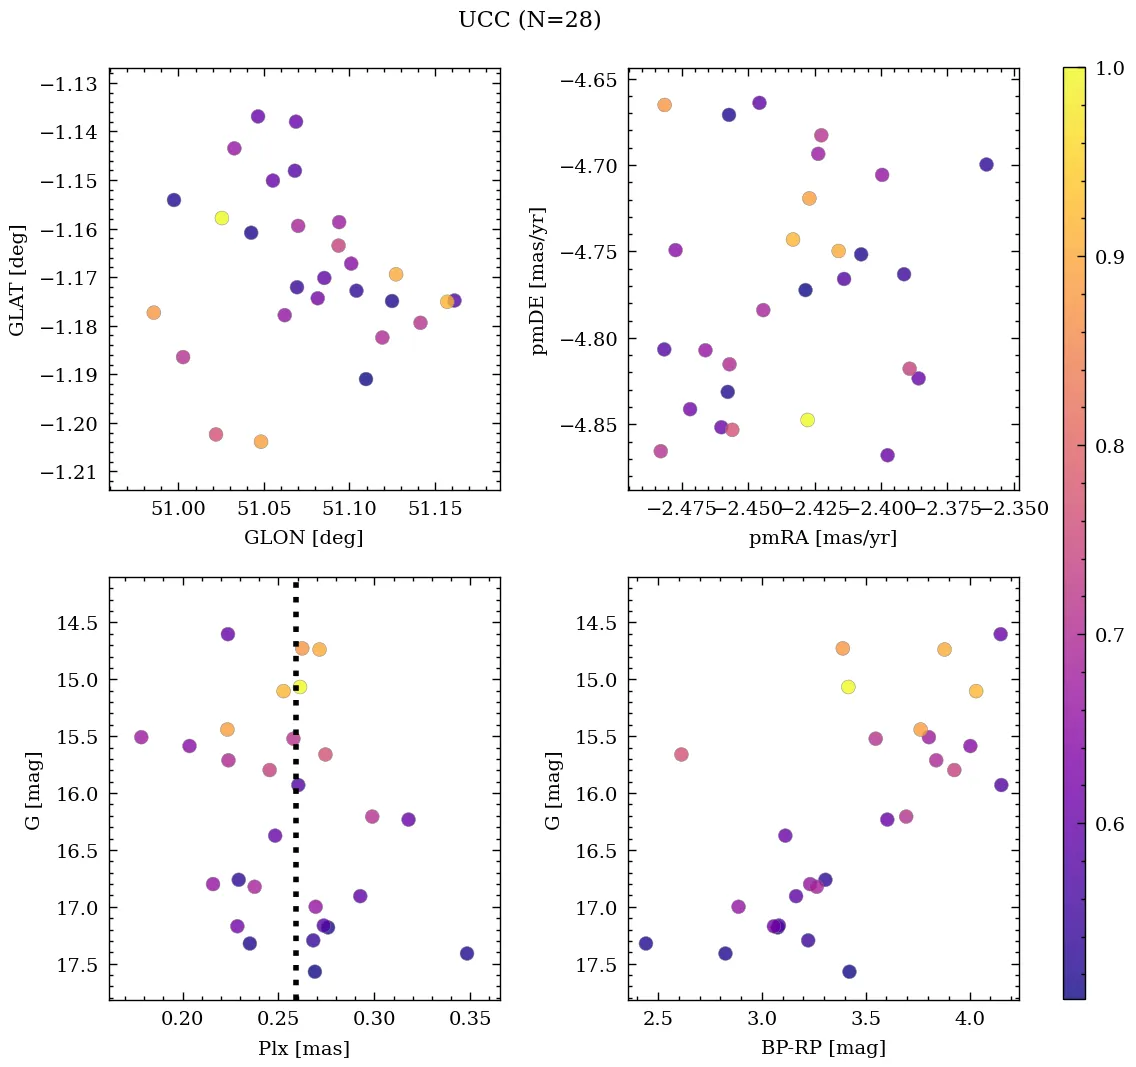 UCC (N=28)
−1.13
−1.14
−1.15
−1.16
−1.17
−1.18
−1.19
−1.20
−1.21
GLAT [deg]
51.00 51.05 51.10 51.15
GLON [deg]
−4.65
−4.70
−4.75
−4.80
−4.85
pmDE [mas/yr]
−2.475 −2.450 −2.425 −2.400 −2.375 −2.350
pmRA [mas/yr]
1.0
0.9
0.8
0.7
0.6
14.5
15.0
15.5
16.0
16.5
17.0
17.5
G [mag]
0.20 0.25 0.30 0.35
Plx [mas]
14.5
15.0
15.5
16.0
16.5
17.0
17.5
G [mag]
2.5 3.0 3.5 4.0
BP-RP [mag]